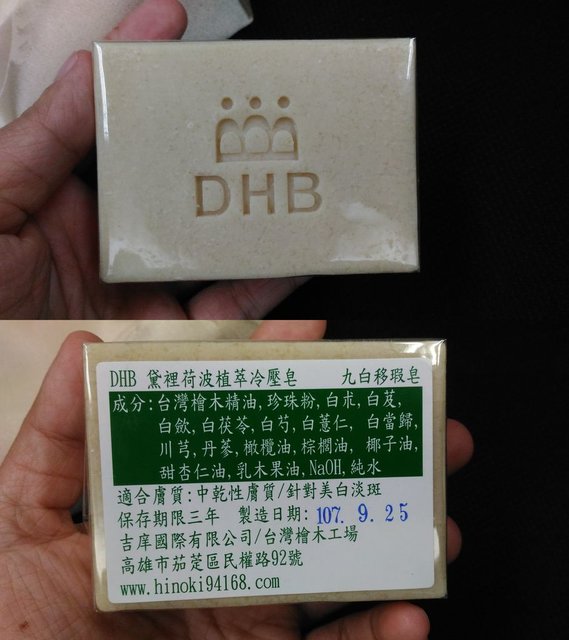 DHB
DHB 黛裡荷波植萃冷壓皂 九白移瑕皂
成分:台灣檜木精油,珍珠粉,白朮,白芨,
白歛,白茯苓,白芍,白薏仁, 白當歸,
川芎,丹蔘,橄欖油,棕櫚油, 椰子油,
甜杏仁油,乳木果油,NaOH,純水
適合膚質:中乾性膚質/針對美白淡斑
保存期限三年 製造日期: 107. 9. 25
吉庠國際有限公司/台灣檜木工場
高雄市茄萣區民權路92號
www.hinoki94168.com